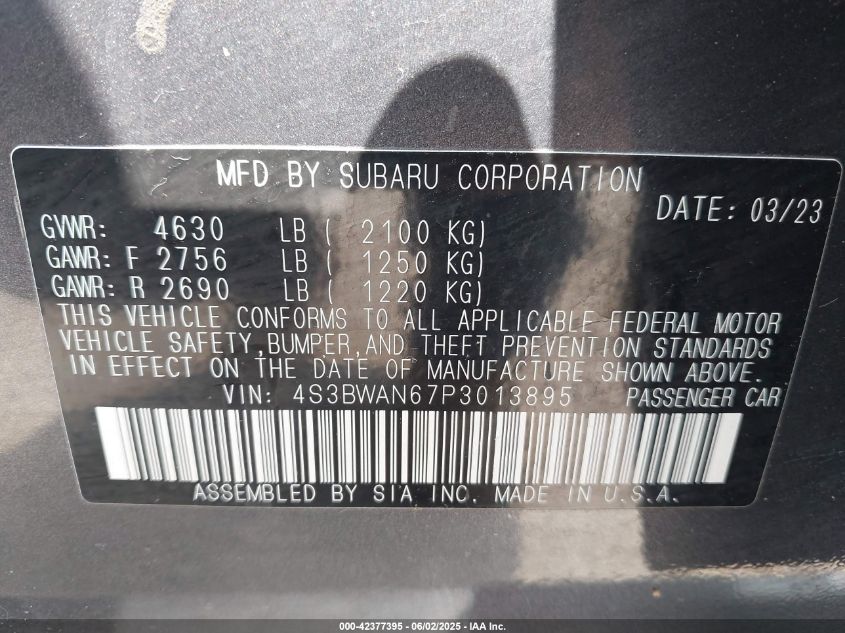 MFD BY SUBARU CORPORATION
DATE: 03/23
GVWR: 4630 LB ( 2100 KG)
GAWR: F 2756 LB ( 1250 KG)
GAWR: R 2690 LB ( 1220 KG)
THIS VEHICLE CONFORMS TO ALL APPLICABLE FEDERAL MOTOR
VEHICLE SAFETY,BUMPER,AND THEFT PREVENTION STANDARDS
IN EFFECT ON THE DATE OF MANUFACTURE SHOWN ABOVE.
VIN: 4S3BWAN67P3013895 PASSENGER CAR
ASSEMBLED BY SIA INC. MADE IN U.S.A.
000-42377395 - 06/02/2025 - IAA Inc.